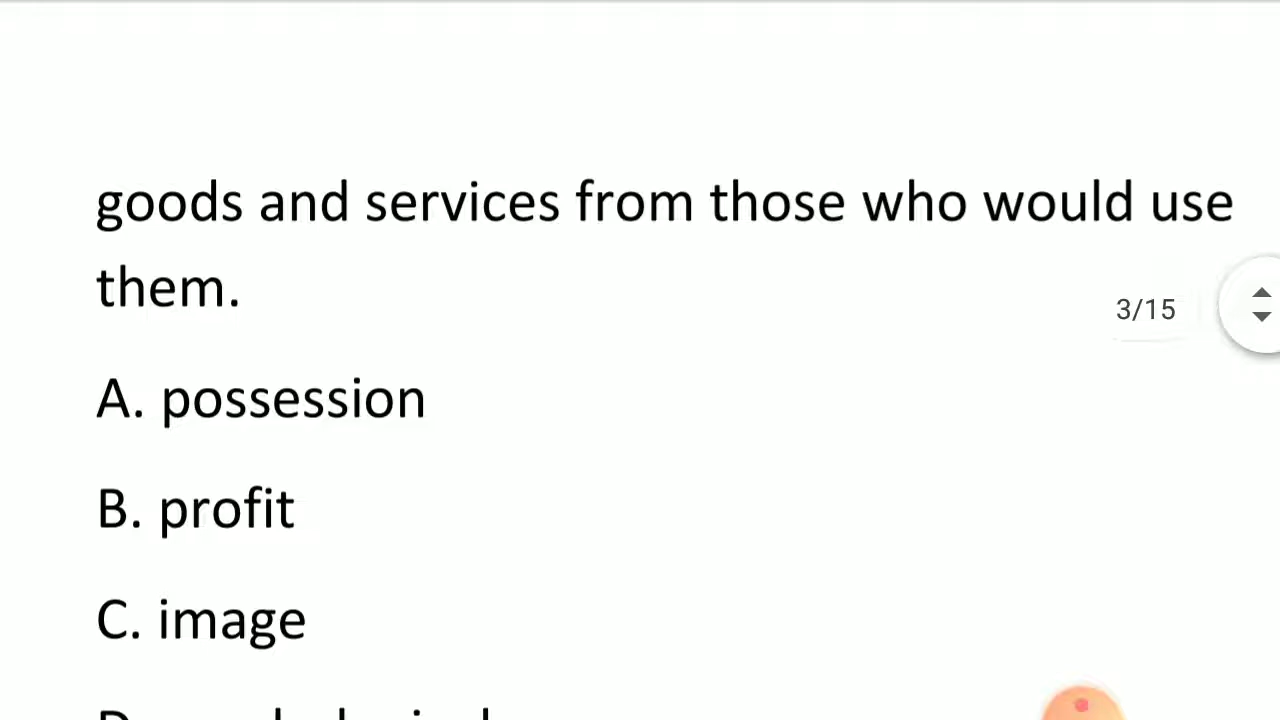 goods and services from those who would use
them.
3/15
A. possession
B. profit
C. image
D.